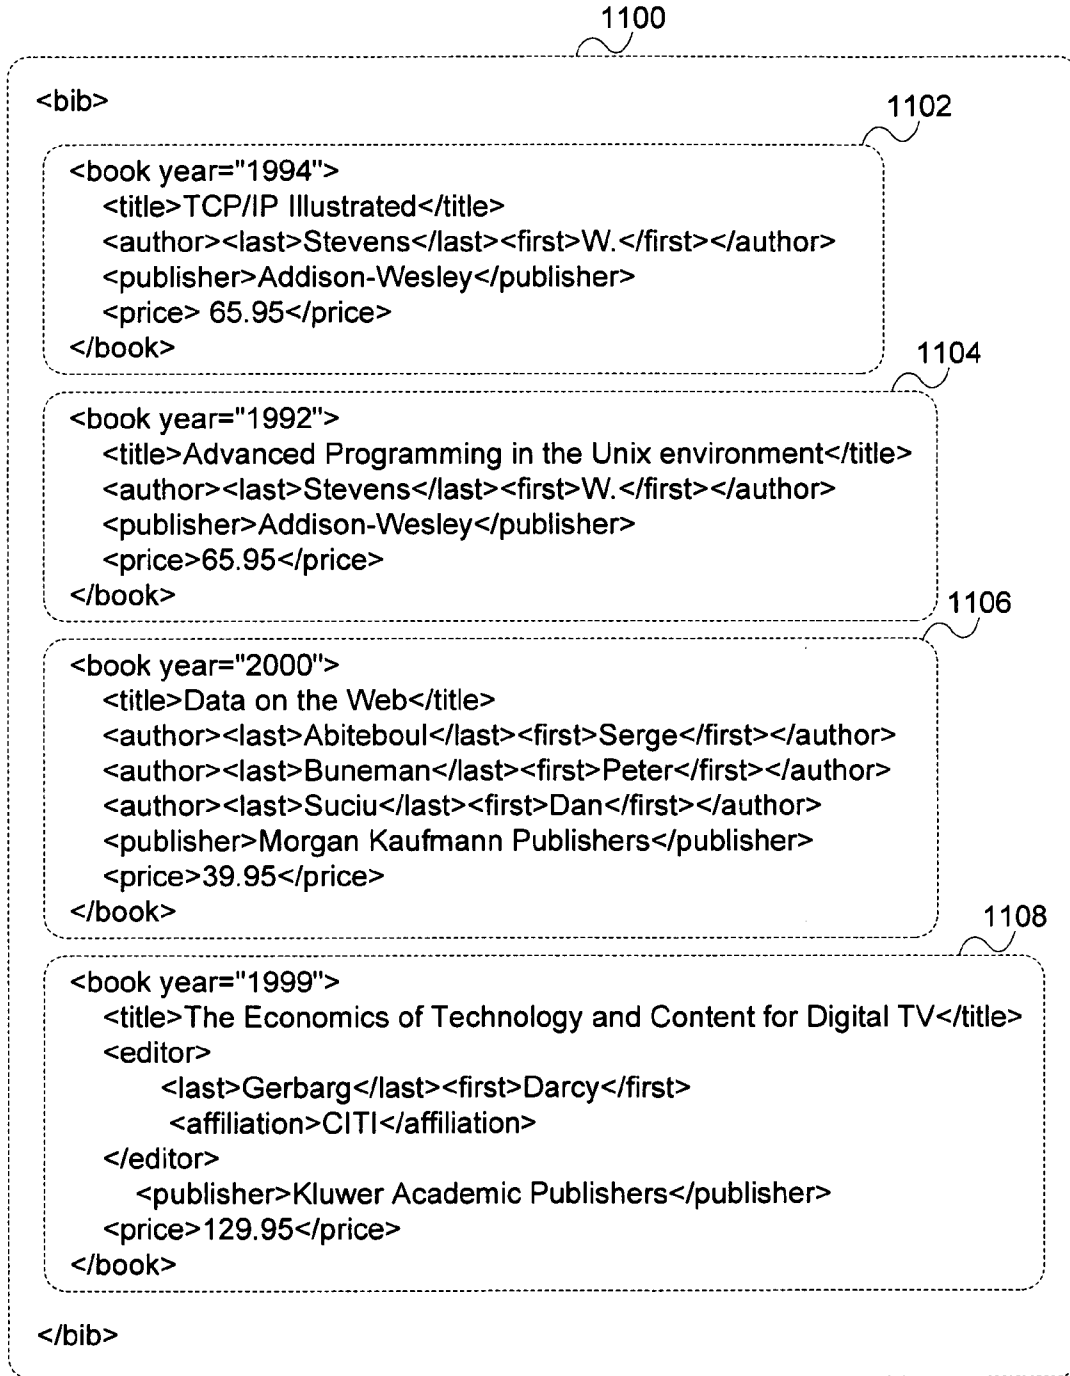 1100
<bib>
1102
<book year="1994">
<title>TCP/IP Illustrated</title>
<author><last>Stevens</last><first>W.</first></author>
<publisher>Addison-Wesley</publisher>
<price> 65.95</price>
</book>
1104
<book year="1992">
<title>Advanced Programming in the Unix environment</title>
<author><last>Stevens</last><first>W.</first></author>
<publisher>Addison-Wesley</publisher>
<price>65.95</price>
</book>
1106
<book year="2000">
<title>Data on the Web</title>
<author><last>Abiteboul</last><first>Serge</first></author>
<author><last>Buneman</last><first>Peter</first></author>
<author><last>Suciu</last><first>Dan</first></author>
<publisher>Morgan Kaufmann Publishers</publisher>
<price>39.95</price>
</book>
1108
<book year="1999">
<title>The Economics of Technology and Content for Digital TV</title>
<editor>
<last>Gerbarg</last><first>Darcy</first>
<affiliation>CITI</affiliation>
</editor>
<publisher>Kluwer Academic Publishers</publisher>
<price>129.95</price>
</book>
</bib>